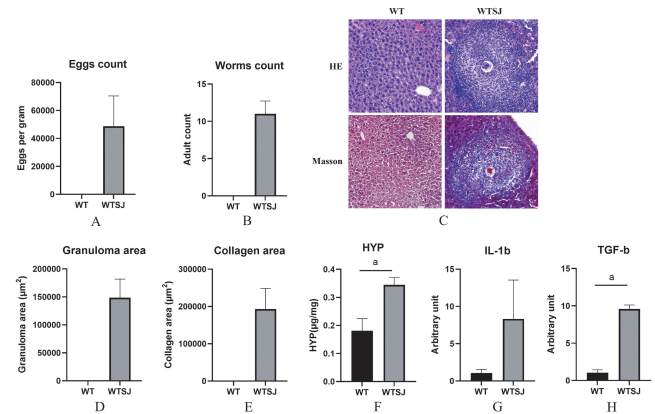 Eggs count
Eggs per gram
80000
60000
40000
20000
0
WT WTSJ
A
Worms count
Adult count
15
10
5
0
WT WTSJ
B
WT WTSJ
HE
Masson
C
Granuloma area
Granuloma area (μm²)
200000
150000
100000
50000
0
WT WTSJ
D
Collagen area
Collagen area (μm²)
300000
200000
100000
0
WT WTSJ
E
HYP
HYP(μg/mg)
0.4
0.3
0.2
0.1
0.0
a
WT WTSJ
F
IL-1b
Arbitrary unit
15
10
5
0
WT WTSJ
G
TGF-b
Arbitrary unit
15
10
5
0
a
WT WTSJ
H